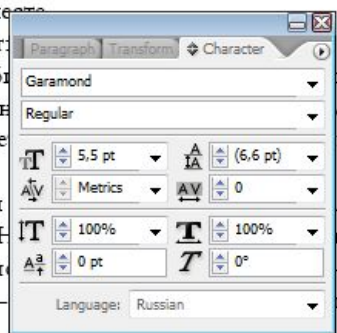 Paragraph Transform Character
Garamond
Regular
5,5 pt (6,6 pt)
Metrics 0
100% 100%
0 pt 0°
Language: Russian